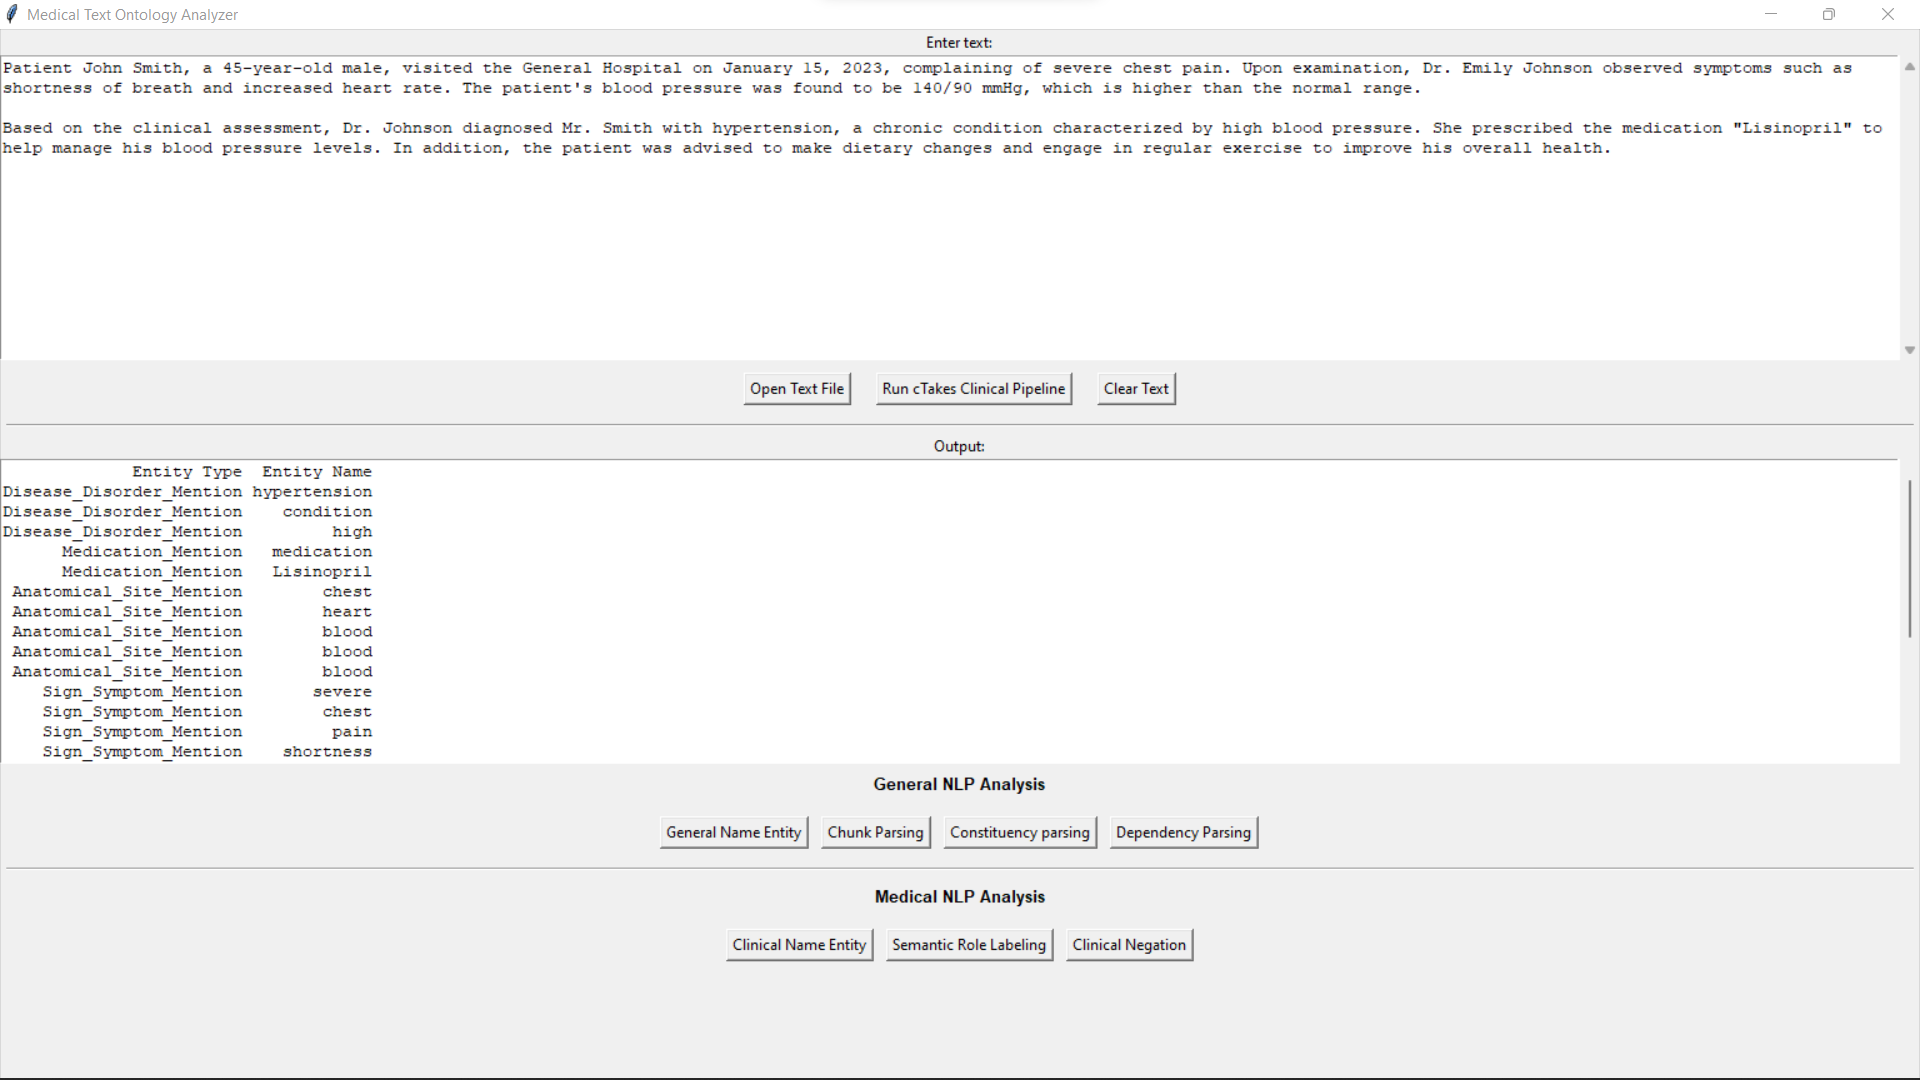 Medical Text Ontology Analyzer
Enter text:
Patient John Smith, a 45-year-old male, visited the General Hospital on January 15, 2023, complaining of severe chest pain. Upon examination, Dr. Emily Johnson observed symptoms such as
shortness of breath and increased heart rate. The patient's blood pressure was found to be 140/90 mmHg, which is higher than the normal range.
Based on the clinical assessment, Dr. Johnson diagnosed Mr. Smith with hypertension, a chronic condition characterized by high blood pressure. She prescribed the medication "Lisinopril" to
help manage his blood pressure levels. In addition, the patient was advised to make dietary changes and engage in regular exercise to improve his overall health.
Open Text File Run cTakes Clinical Pipeline Clear Text
Output:
Entity Type Entity Name
Disease_Disorder_Mention hypertension
Disease_Disorder_Mention condition
Disease_Disorder_Mention high
Medication_Mention medication
Medication_Mention Lisinopril
Anatomical_Site_Mention chest
Anatomical_Site_Mention heart
Anatomical_Site_Mention blood
Anatomical_Site_Mention blood
Anatomical_Site_Mention blood
Sign_Symptom_Mention severe
Sign_Symptom_Mention chest
Sign_Symptom_Mention pain
Sign_Symptom_Mention shortness
General NLP Analysis
General Name Entity Chunk Parsing Constituency parsing Dependency Parsing
Medical NLP Analysis
Clinical Name Entity Semantic Role Labeling Clinical Negation